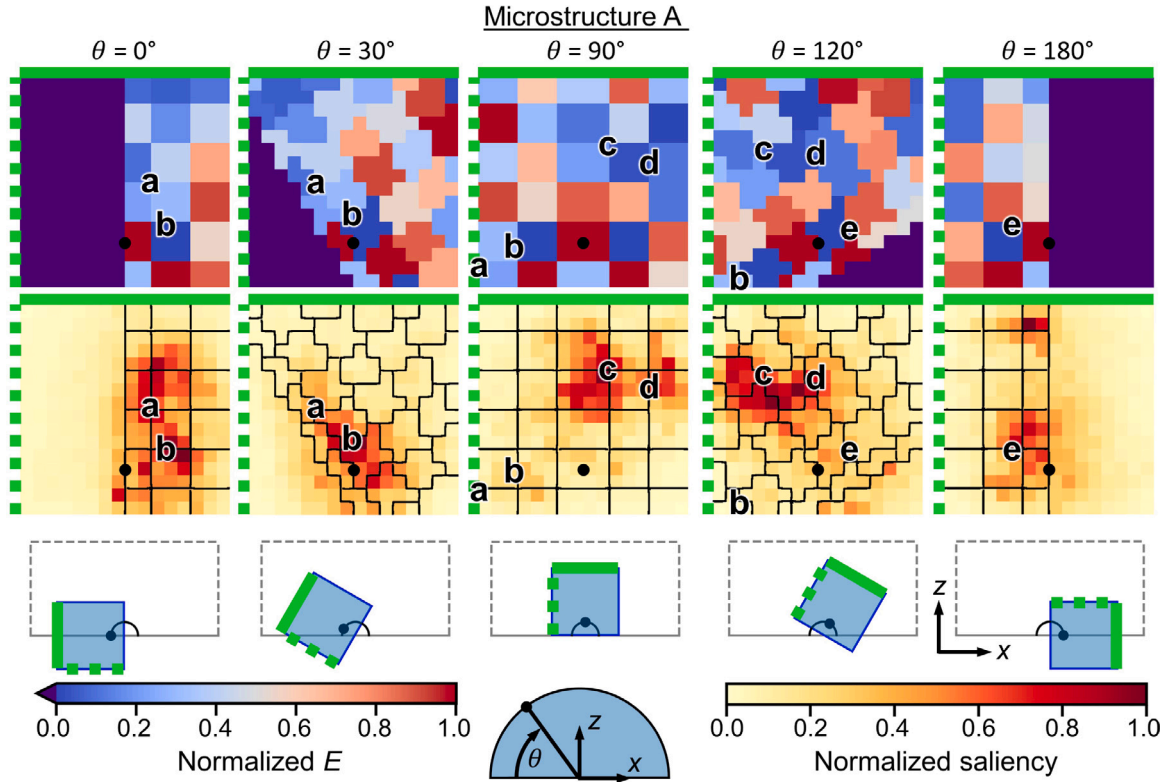 Microstructure A
θ = 0° θ = 30° θ = 90° θ = 120° θ = 180°
a b a b c d b a c d e b e
a b a b c d b a c d e b e
z x
0.0 0.2 0.4 0.6 0.8 1.0
Normalized E
z x θ
0.0 0.2 0.4 0.6 0.8 1.0
Normalized saliency